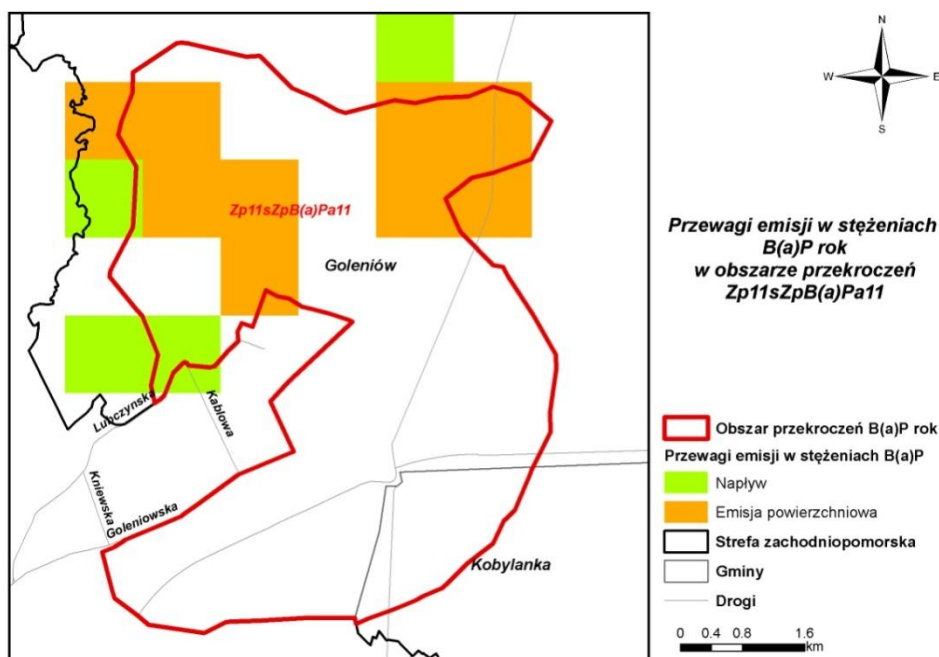 N
W
E
S
Zp11sZpB(a)Pa11
Goleniów
Lubczynska
Kablowa
Kniewska
Goleniowska
Kobylanka
Przewagi emisji w stężeniach
B(a)P rok
w obszarze przekroczeń
Zp11sZpB(a)Pa11
Obszar przekroczeń B(a)P rok
Przewagi emisji w stężeniach B(a)P
Napływ
Emisja powierzchniowa
Strefa zachodniopomorska
Gminy
Drogi
0 0.4 0.8 1.6
km